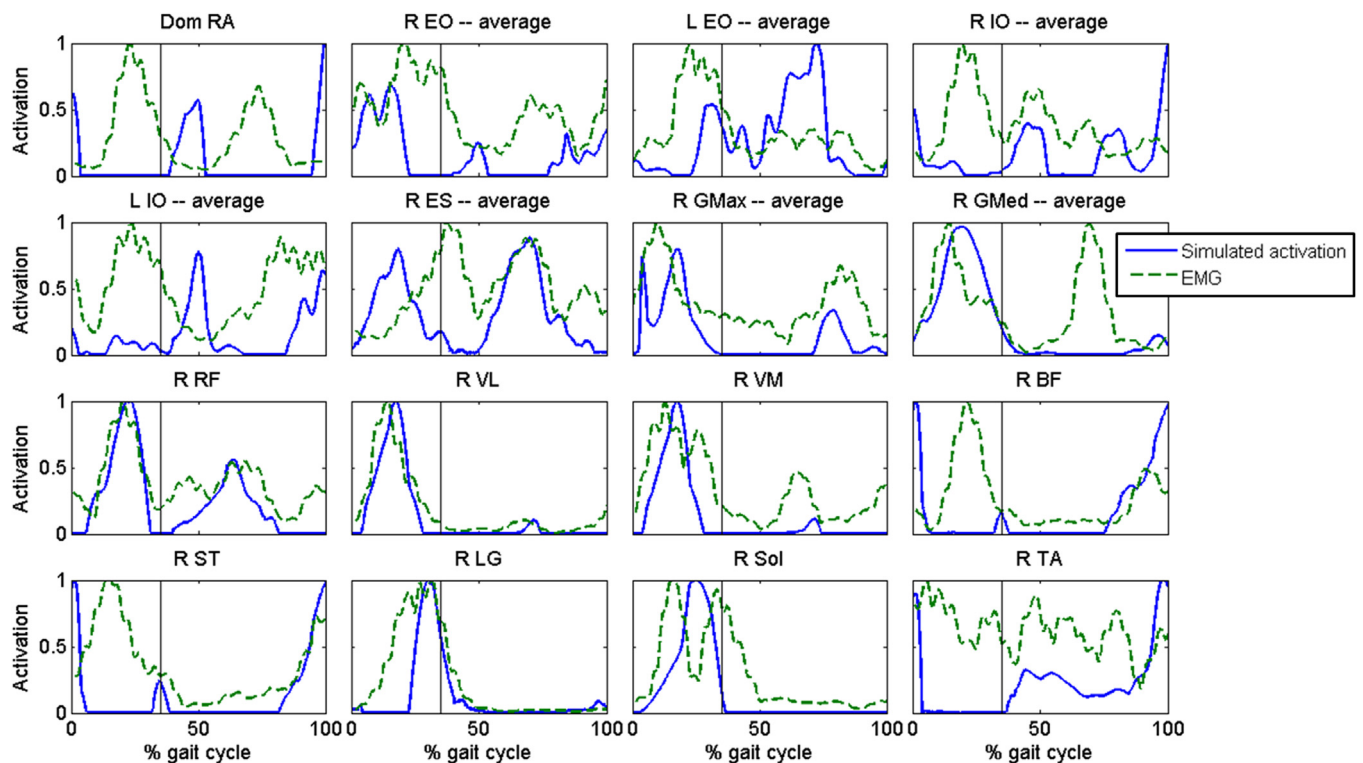 Dom RA
R EO -- average
L EO -- average
R IO -- average
Activation
1
0.5
0
L IO -- average
R ES -- average
R GMax -- average
R GMed -- average
Activation
1
0.5
0
Simulated activation
EMG
R RF
R VL
R VM
R BF
Activation
1
0.5
0
R ST
R LG
R Sol
R TA
Activation
1
0.5
0
0 50 100
0 50 100
0 50 100
0 50 100
% gait cycle
% gait cycle
% gait cycle
% gait cycle